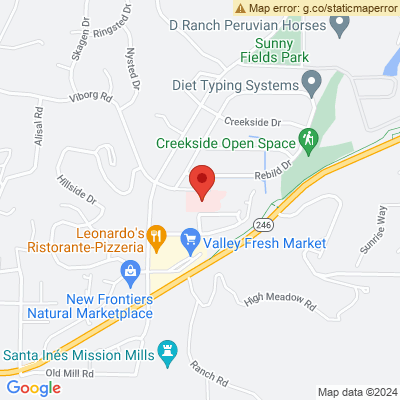 Map error: g.co/staticmaperror
D Ranch Peruvian Horses
Ringsted Dr
Skagen Dr
Nysted Dr
Sunny
Fields Park
Viborg Rd
Diet Typing Systems
Alisal Rd
Creekside Dr
Creekside Open Space
Rebild Dr
Hillside Dr
Leonardo's
Ristorante-Pizzeria
246
Valley Fresh Market
Sunrise Way
New Frontiers
Natural Marketplace
High Meadow Rd
Santa Inés Mission Mills
Old Mill Rd
Ranch Rd
Google
Map data ©2024